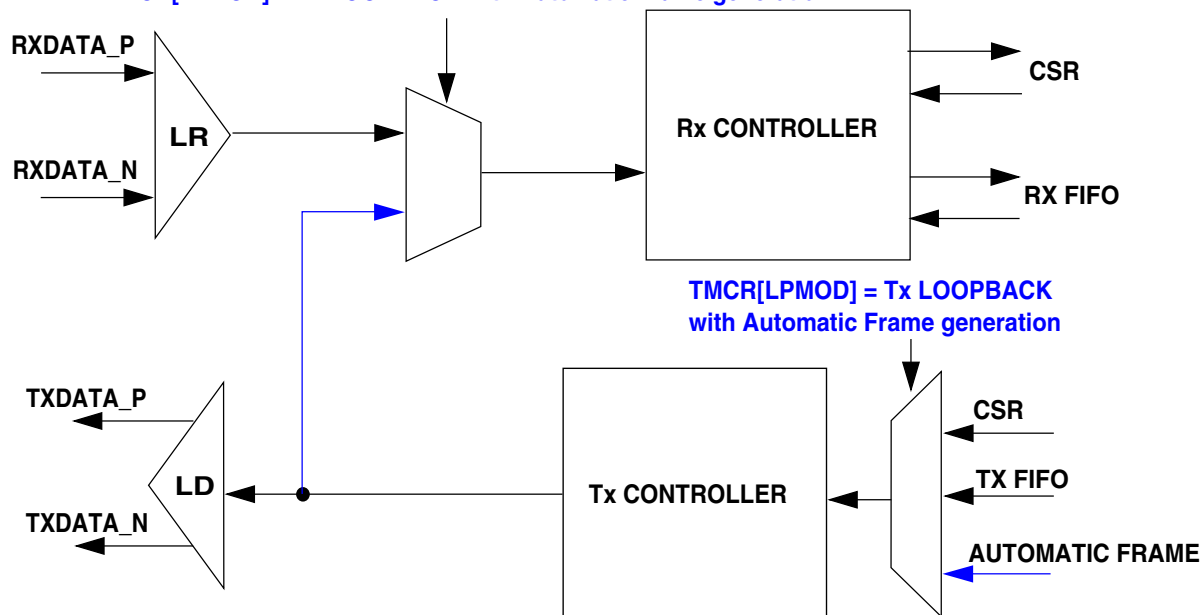 RXDATA_P
CSR
LR
Rx CONTROLLER
RXDATA_N
RX FIFO
TMCR[LPMOD] = Tx LOOPBACK
with Automatic Frame generation
TXDATA_P
CSR
LD
Tx CONTROLLER
TX FIFO
TXDATA_N
AUTOMATIC FRAME